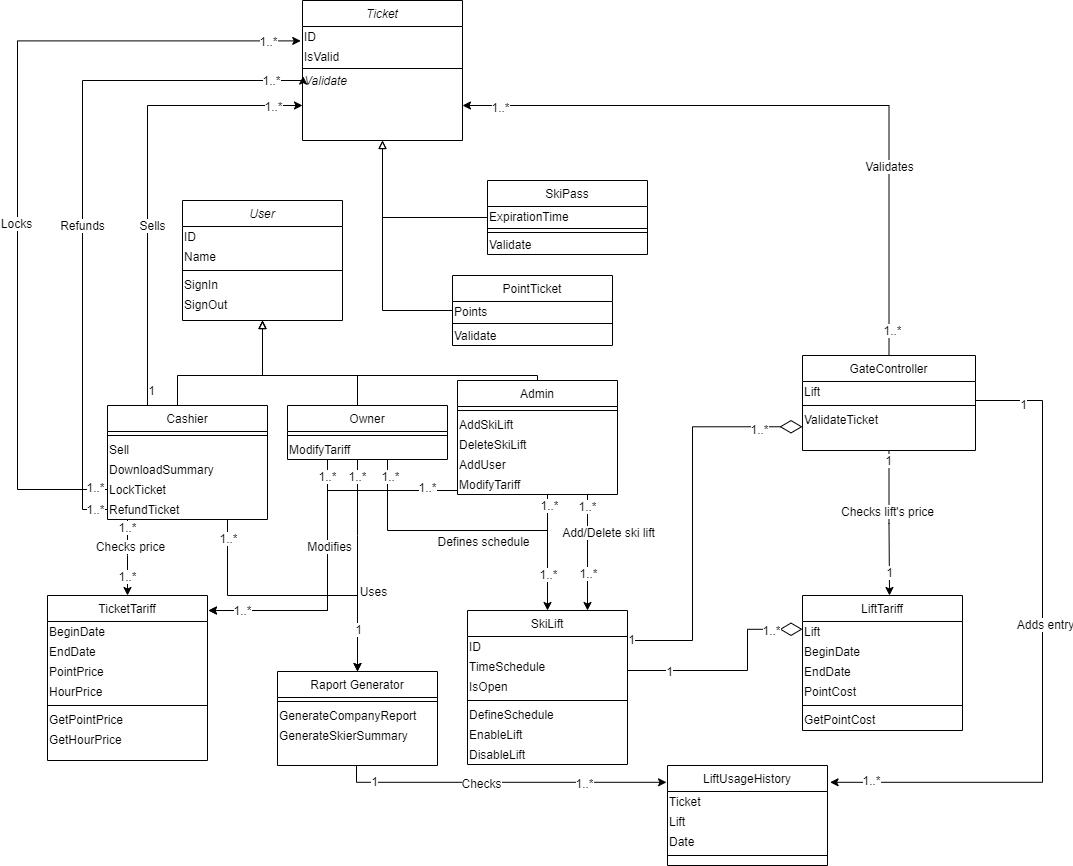 Ticket
ID
IsValid
Validate
1..*
1..*
1..*
1..*
Locks
Refunds
Sells
Validates
User
ID
Name
SignIn
SignOut
SkiPass
ExpirationTime
Validate
PointTicket
Points
Validate
1..*
GateController
Lift
ValidateTicket
1
Cashier
Sell
DownloadSummary
LockTicket
RefundTicket
1..*
1..*
Owner
ModifyTariff
Admin
AddSkiLift
DeleteSkiLift
AddUser
ModifyTariff
1
1..*
1..*
1..*
1..*
1..*
1
1..*
1..*
1..*
1..*
Checks price
Modifies
Defines schedule
Add/Delete ski lift
Checks lift's price
1..*
1..*
1..*
1
Uses
1..*
1
TicketTariff
BeginDate
EndDate
PointPrice
HourPrice
GetPointPrice
GetHourPrice
Raport Generator
GenerateCompanyReport
GenerateSkierSummary
SkiLift
ID
TimeSchedule
IsOpen
DefineSchedule
EnableLift
DisableLift
1
1
1..*
LiftTariff
Lift
BeginDate
EndDate
PointCost
GetPointCost
Adds entry
1
Checks
1..*
LiftUsageHistory
Ticket
Lift
Date
1..*